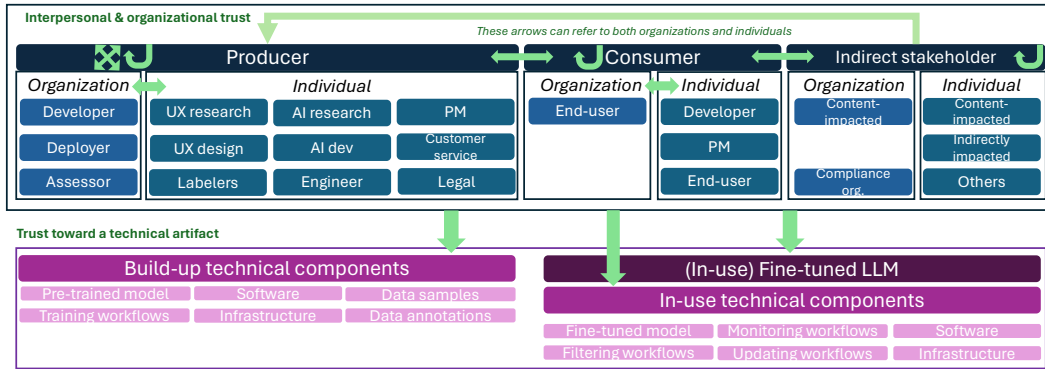 Interpersonal & organizational trust
These arrows can refer to both organizations and individuals
Producer
Consumer
Indirect stakeholder
Organization
Individual
Organization
Individual
Organization
Individual
Developer
UX research
AI research
PM
End-user
Developer
Content-
impacted
Content-
impacted
Deployer
UX design
AI dev
Customer
service
PM
Indirectly
impacted
Assessor
Labelers
Engineer
Legal
End-user
Compliance
org.
Others
Trust toward a technical artifact
Build-up technical components
(In-use) Fine-tuned LLM
Pre-trained model
Software
Data samples
In-use technical components
Training workflows
Infrastructure
Data annotations
Fine-tuned model
Monitoring workflows
Software
Filtering workflows
Updating workflows
Infrastructure